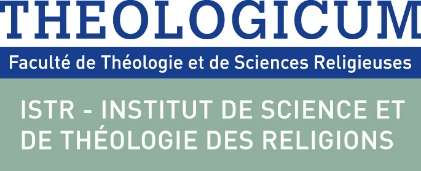 THEOLOGICUM
Faculté de Théologie et de Sciences Religieuses
ISTR - INSTITUT DE SCIENCE ET
DE THÉOLOGIE DES RELIGIONS